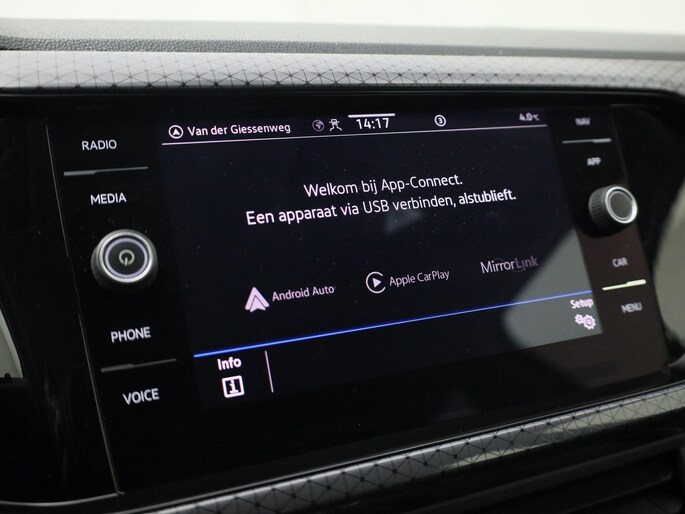 RADIO
MEDIA
PHONE
VOICE
Van der Giessenweg 14:17 3 4.0°C
Welkom bij App-Connect.
Een apparaat via USB verbinden, alstublieft.
Android Auto Apple CarPlay MirrorLink
Setup
Info
NAV
APP
CAR
MENU